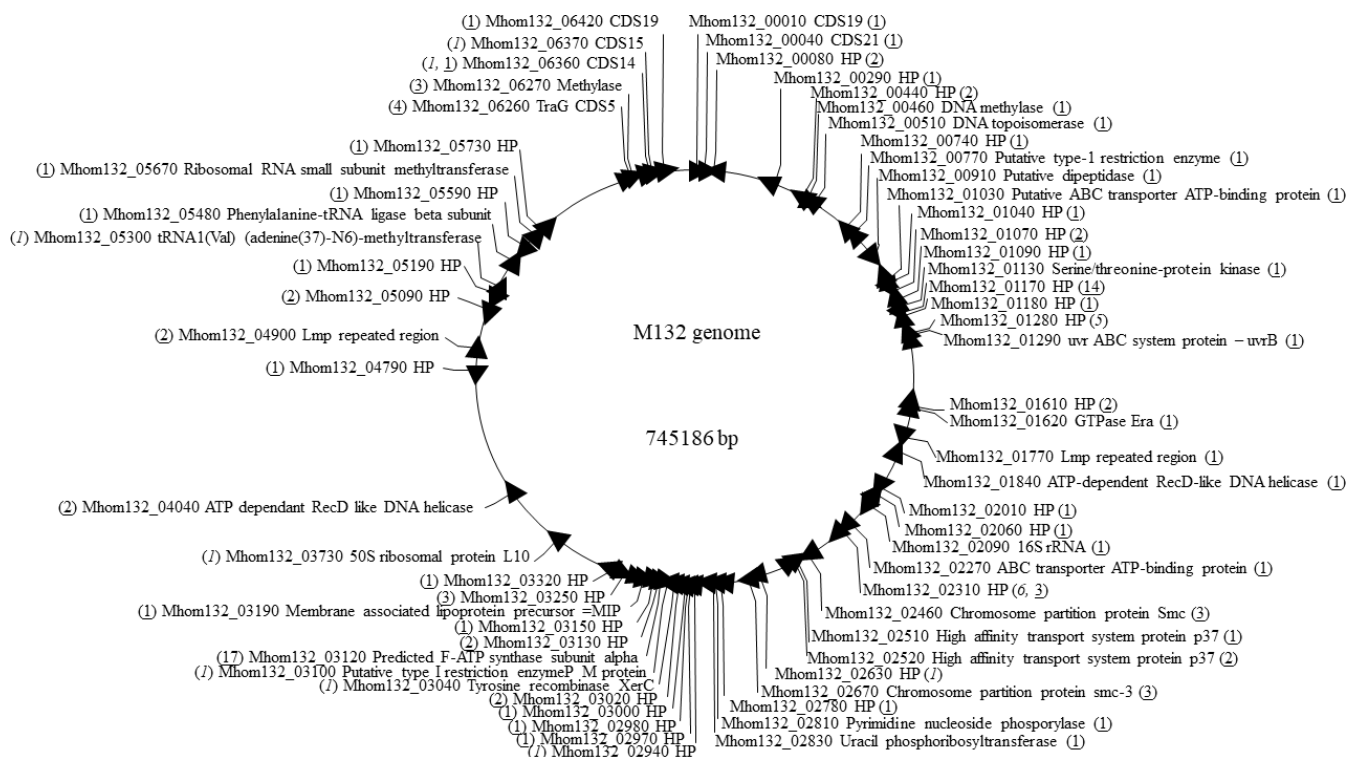 (1) Mhom132_06420 CDS19
(1) Mhom132_06370 CDS15
(1, 1) Mhom132_06360 CDS14
(3) Mhom132_06270 Methylase
(4) Mhom132_06260 TraG CDS5
(1) Mhom132_05730 HP
(1) Mhom132_05670 Ribosomal RNA small subunit methyltransferase
(1) Mhom132_05590 HP
(1) Mhom132_05480 Phenylalanine-tRNA ligase beta subunit
(1) Mhom132_05300 tRNA1(Val) (adenine(37)-N6)-methyltransferase
(1) Mhom132_05190 HP
(2) Mhom132_05090 HP
(2) Mhom132_04900 Lmp repeated region
(1) Mhom132_04790 HP
(2) Mhom132_04040 ATP dependant RecD like DNA helicase
(1) Mhom132_03730 50S ribosomal protein L10
(1) Mhom132_03320 HP
(3) Mhom132_03250 HP
(1) Mhom132_03190 Membrane associated lipoprotein precursor =MIP
(1) Mhom132_03150 HP
(2) Mhom132_03130 HP
(17) Mhom132_03120 Predicted F-ATP synthase subunit alpha
(1) Mhom132_03100 Putative type I restriction enzymeP M protein
(1) Mhom132_03040 Tyrosine recombinase XerC
(2) Mhom132_03020 HP
(1) Mhom132_03000 HP
(1) Mhom132_02980 HP
(1) Mhom132_02970 HP
(1) Mhom132_02940 HP
M132 genome
745186 bp
Mhom132_00010 CDS19 (1)
Mhom132_00040 CDS21 (1)
Mhom132_00080 HP (2)
Mhom132_00290 HP (1)
Mhom132_00440 HP (2)
Mhom132_00460 DNA methylase (1)
Mhom132_00510 DNA topoisomerase (1)
Mhom132_00740 HP (1)
Mhom132_00770 Putative type-1 restriction enzyme (1)
Mhom132_00910 Putative dipeptidase (1)
Mhom132_01030 Putative ABC transporter ATP-binding protein (1)
Mhom132_01040 HP (1)
Mhom132_01070 HP (2)
Mhom132_01090 HP (1)
Mhom132_01130 Serine/threonine-protein kinase (1)
Mhom132_01170 HP (14)
Mhom132_01180 HP (1)
Mhom132_01280 HP (5)
Mhom132_01290 uvr ABC system protein – uvrB (1)
Mhom132_01610 HP (2)
Mhom132_01620 GTPase Era (1)
Mhom132_01770 Lmp repeated region (1)
Mhom132_01840 ATP-dependent RecD-like DNA helicase (1)
Mhom132_02010 HP (1)
Mhom132_02060 HP (1)
Mhom132_02090 16S rRNA (1)
Mhom132_02270 ABC transporter ATP-binding protein (1)
Mhom132_02310 HP (6, 3)
Mhom132_02460 Chromosome partition protein Smc (3)
Mhom132_02510 High affinity transport system protein p37 (1)
Mhom132_02520 High affinity transport system protein p37 (2)
Mhom132_02630 HP (1)
Mhom132_02670 Chromosome partition protein smc-3 (3)
Mhom132_02780 HP (1)
Mhom132_02810 Pyrimidine nucleoside phosporylase (1)
Mhom132_02830 Uracil phosphoribosyltransferase (1)